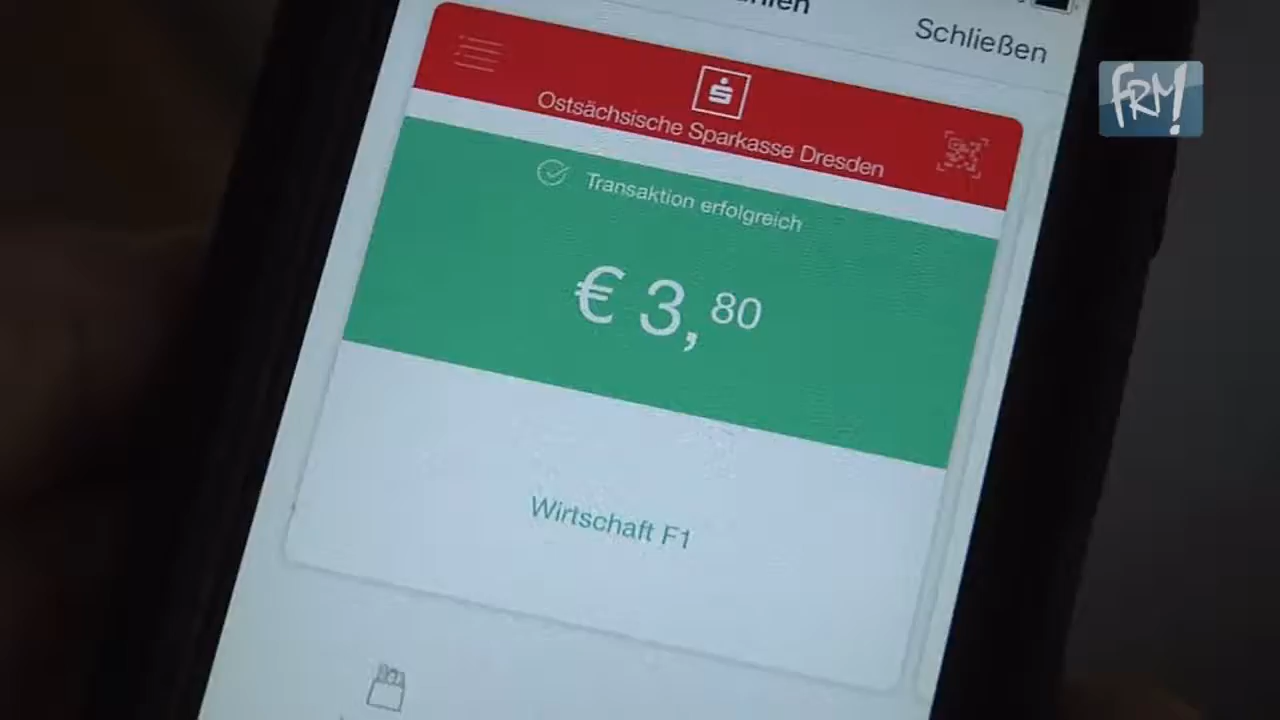 Schließen
FRM!
Ostsächsische Sparkasse Dresden
Transaktion erfolgreich
€ 3,80
Wirtschaft F1